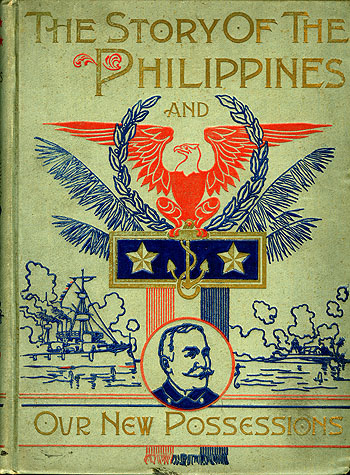 THE STORY OF THE
PHILIPPINES
AND
OUR NEW POSSESSIONS